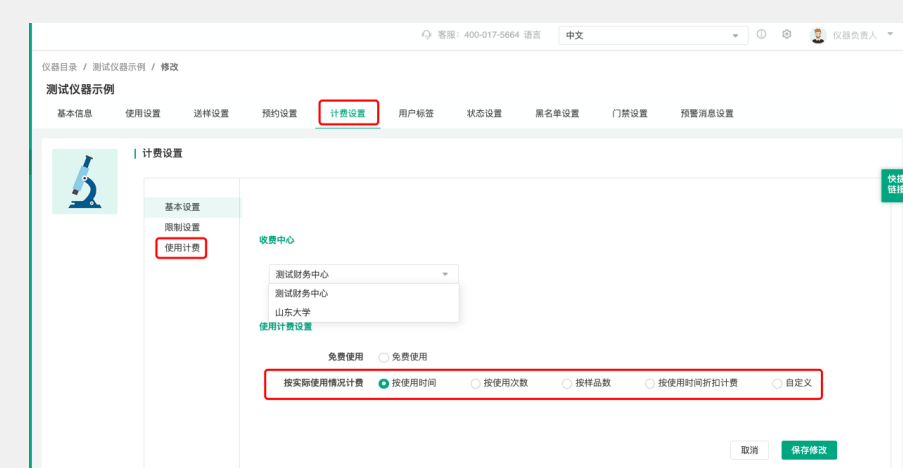 客服：400-017-5664 语言 中文 仪器负责人
仪器目录 / 测试仪器示例 / 修改
测试仪器示例
基本信息 使用设置 送样设置 预约设置 计费设置 用户标签 状态设置 黑名单设置 门禁设置 预警消息设置
计费设置
快捷
链接
基本设置
限制设置
使用计费
收费中心
测试财务中心
测试财务中心
山东大学
使用计费设置
免费使用 免费使用
按实际使用情况计费 按使用时间 按使用次数 按样品数 按使用时间折扣计费 自定义
取消 保存修改